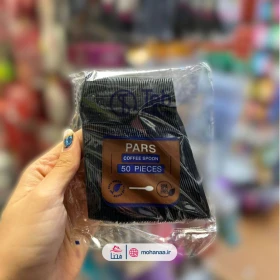 PARS
COFFEE SPOON
50 PIECES
mohanaa.ir